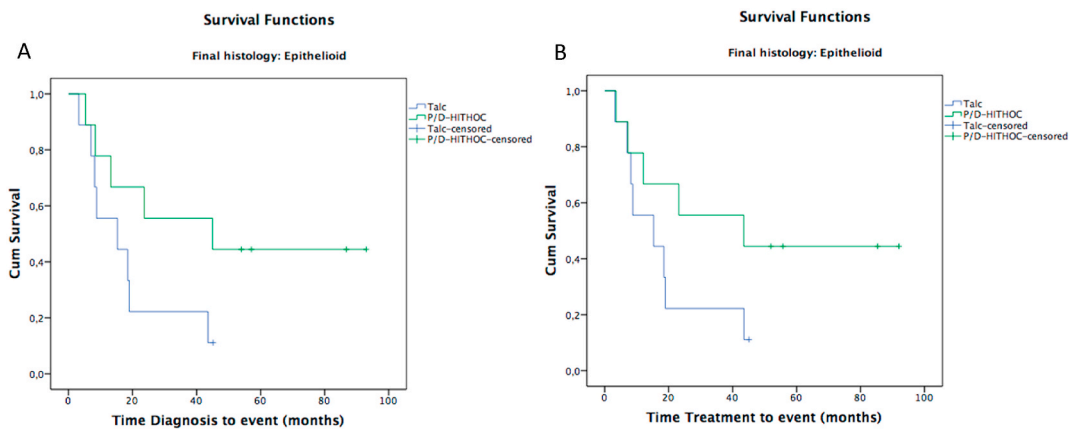 Survival Functions
A
Final histology: Epithelioid
1,0
0,8
0,6
0,4
0,2
0,0
Cum Survival
0 20 40 60 80 100
Time Diagnosis to event (months)
Talc
P/D-HITHOC
Talc-censored
P/D-HITHOC-censored
Survival Functions
B
Final histology: Epithelioid
1,0
0,8
0,6
0,4
0,2
0,0
Cum Survival
0 20 40 60 80 100
Time Treatment to event (months)
Talc
P/D-HITHOC
Talc-censored
P/D-HITHOC-censored